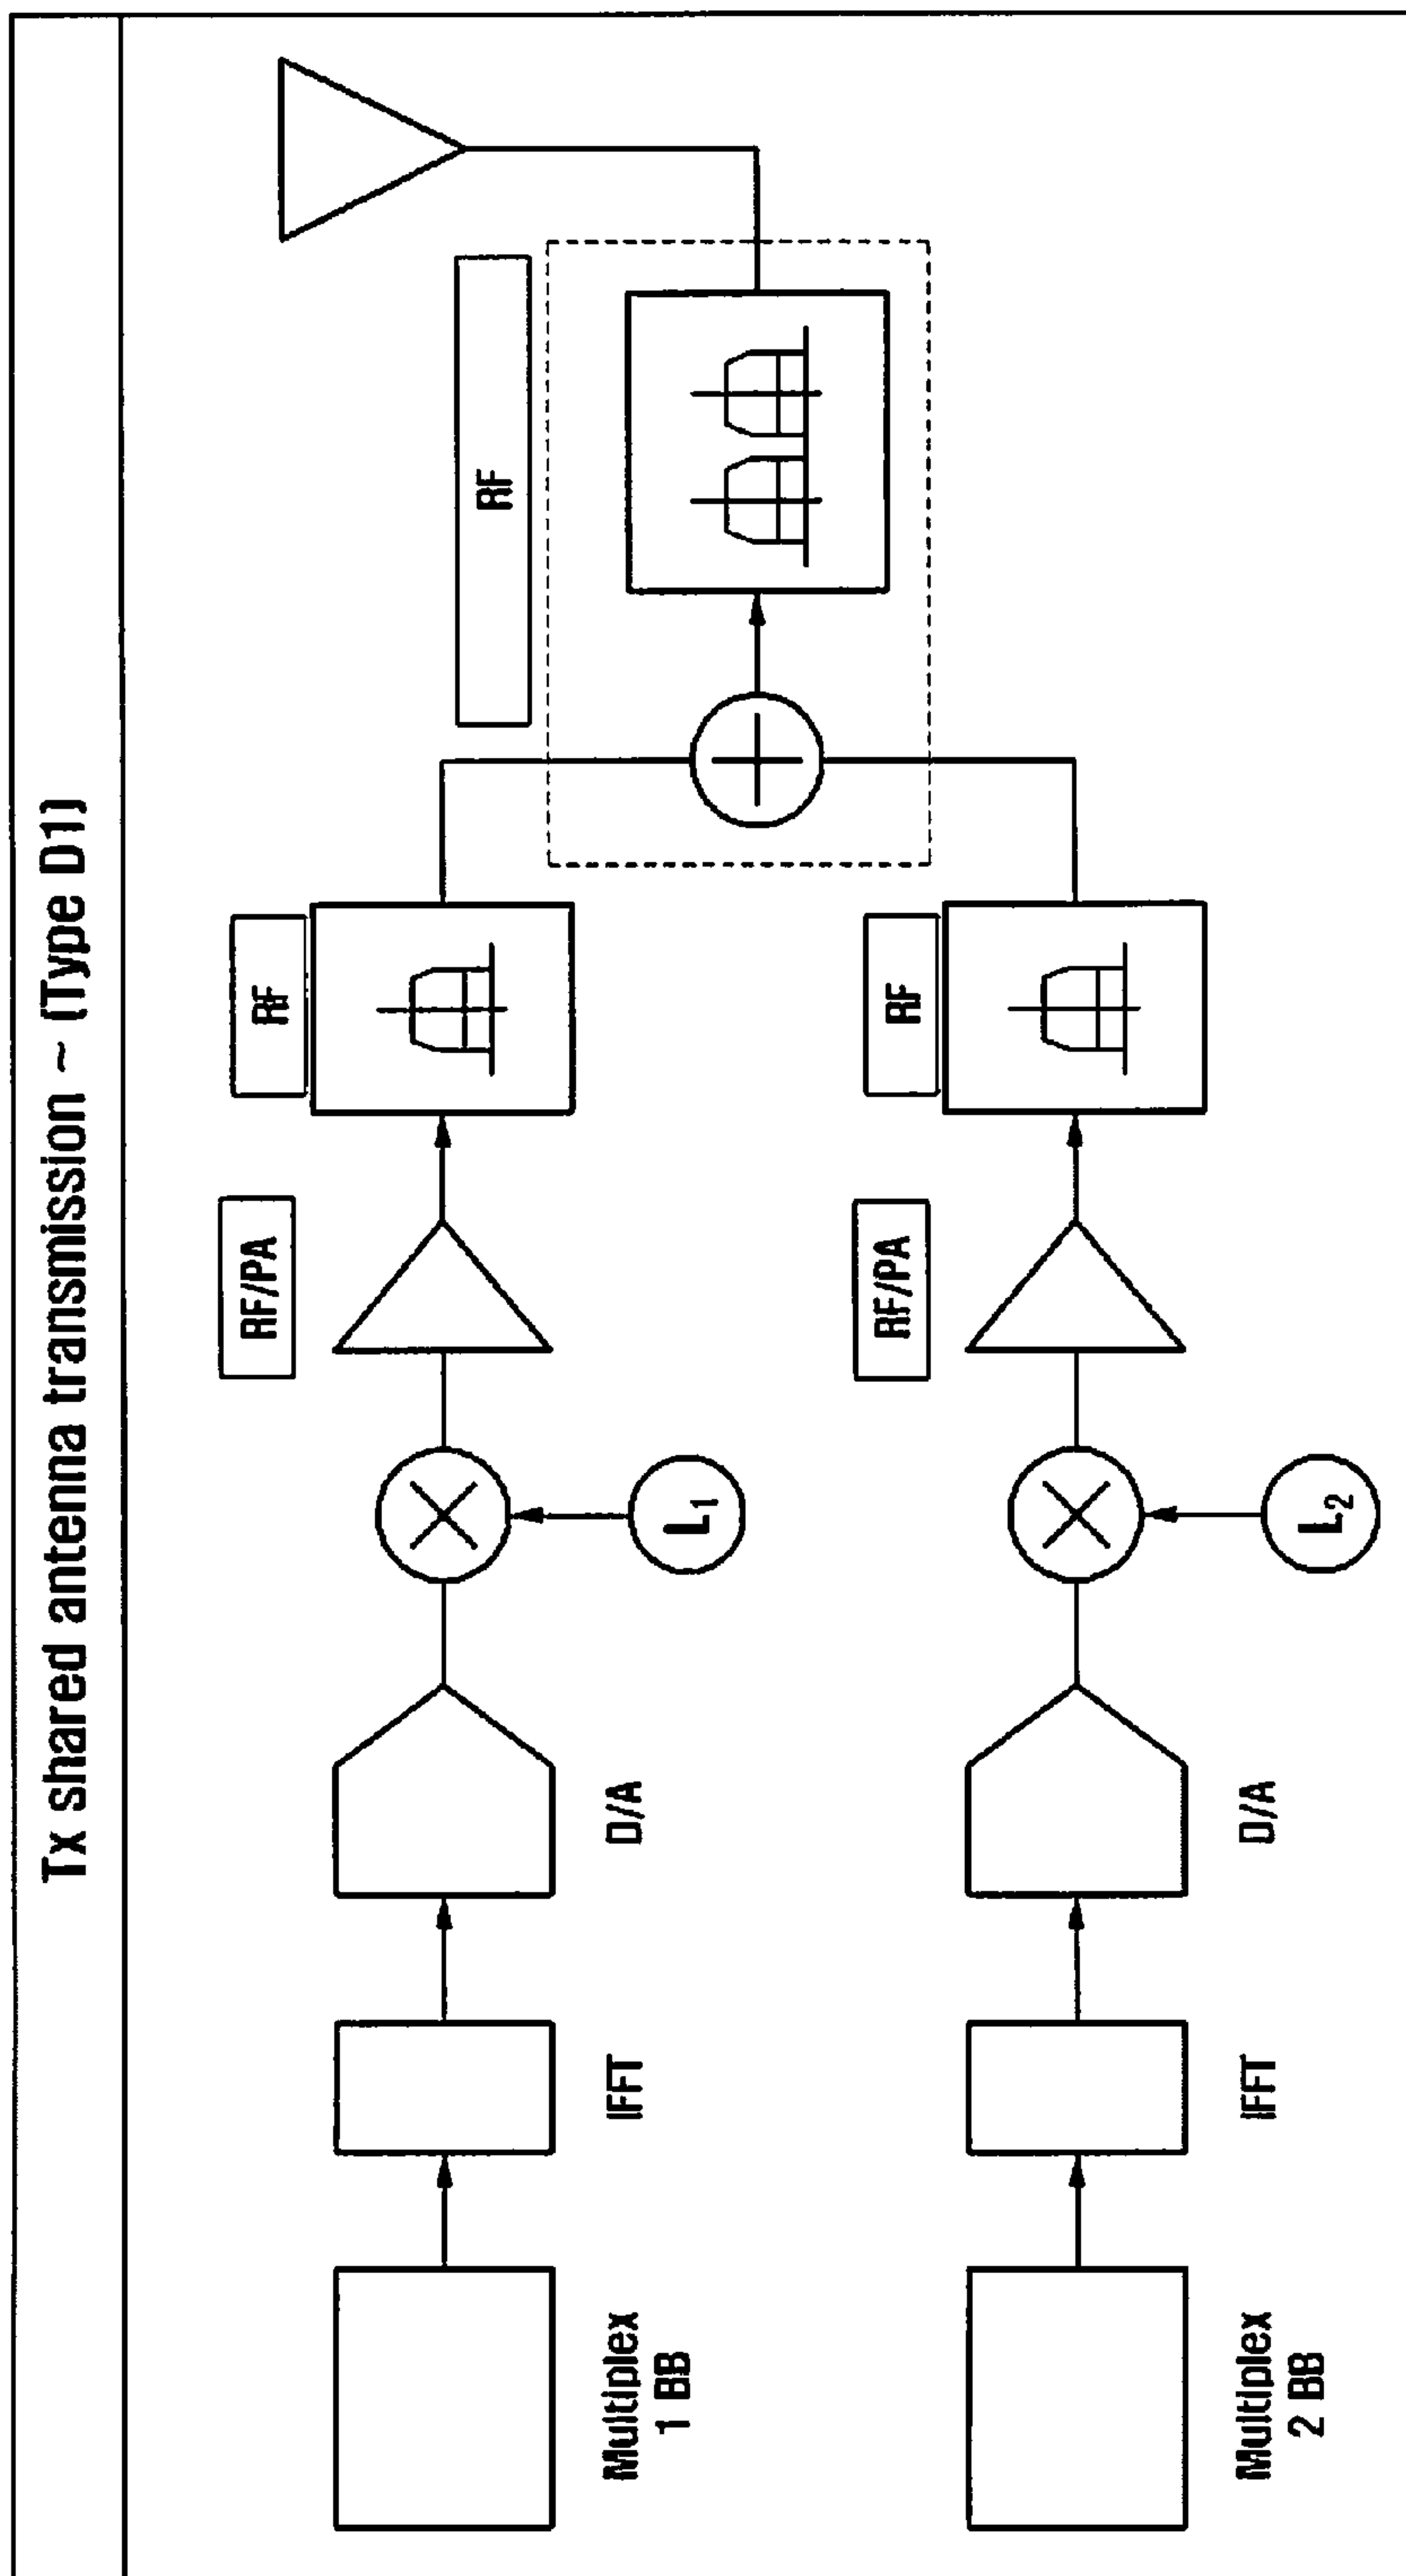 Tx shared antenna transmission ~ (Type D1)
RF/PA
RF
RF
L1
Multiplex
1 BB
IFFT
D/A
RF/PA
RF
L2
Multiplex
2 BB
IFFT
D/A